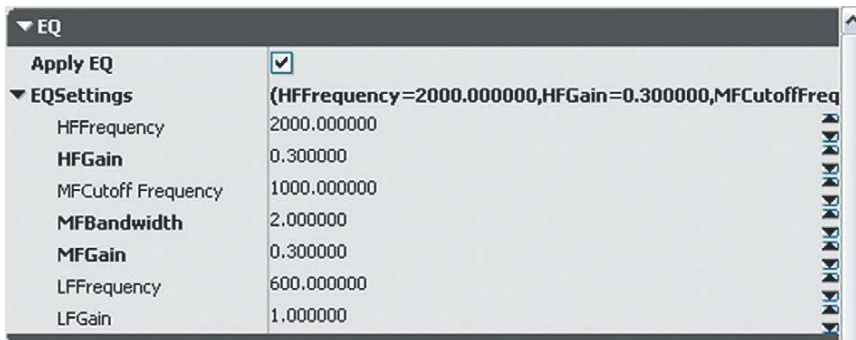 EQ
Apply EQ
EQSettings (HFFrequency=2000.000000,HFGain=0.300000,MFCutoffFreq
HFFrequency 2000.000000
HFGain 0.300000
MFCutoff Frequency 1000.000000
MFBandwidth 2.000000
MFGain 0.300000
LFFrequency 600.000000
LFGain 1.000000